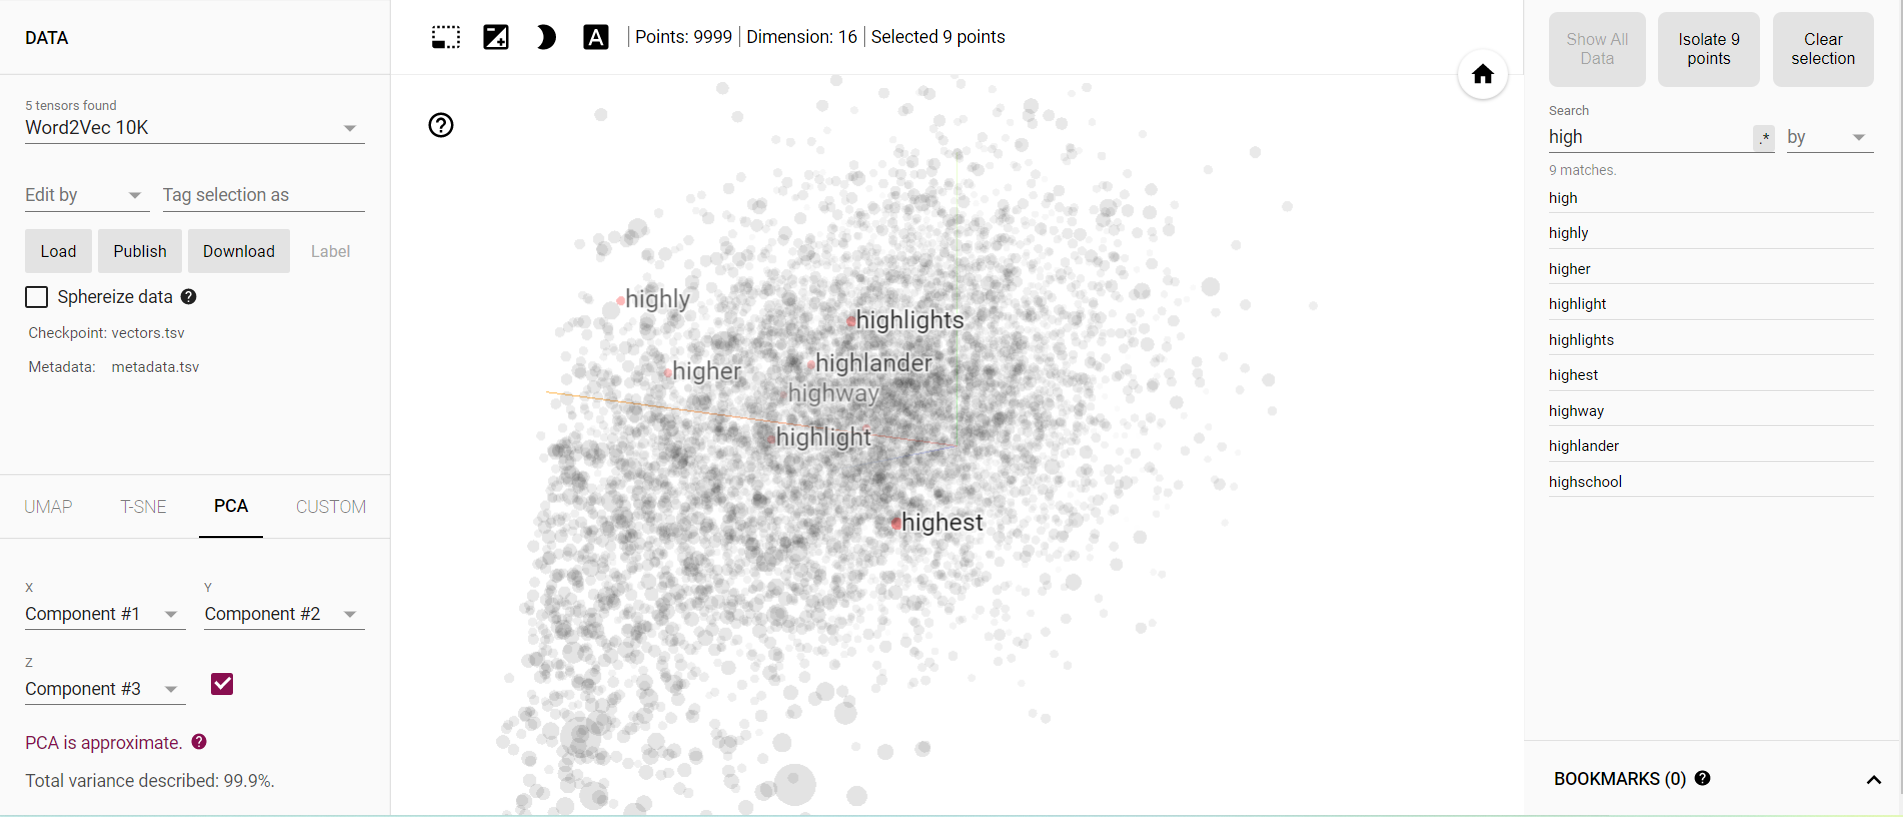 DATA
5 tensors found
Word2Vec 10K
Edit by
Tag selection as
Load
Publish
Download
Label
Sphereize data
Checkpoint: vectors.tsv
Metadata: metadata.tsv
UMAP
T-SNE
PCA
CUSTOM
X
Component #1
Y
Component #2
Z
Component #3
PCA is approximate.
Total variance described: 99.9%.
A
Points: 9999
Dimension: 16
Selected 9 points
highly
highlights
highlander
higher
highway
highlight
highest
Show All
Data
Isolate 9
points
Clear
selection
Search
high
.*
by
9 matches.
high
highly
higher
highlight
highlights
highest
highway
highlander
highschool
BOOKMARKS (0)